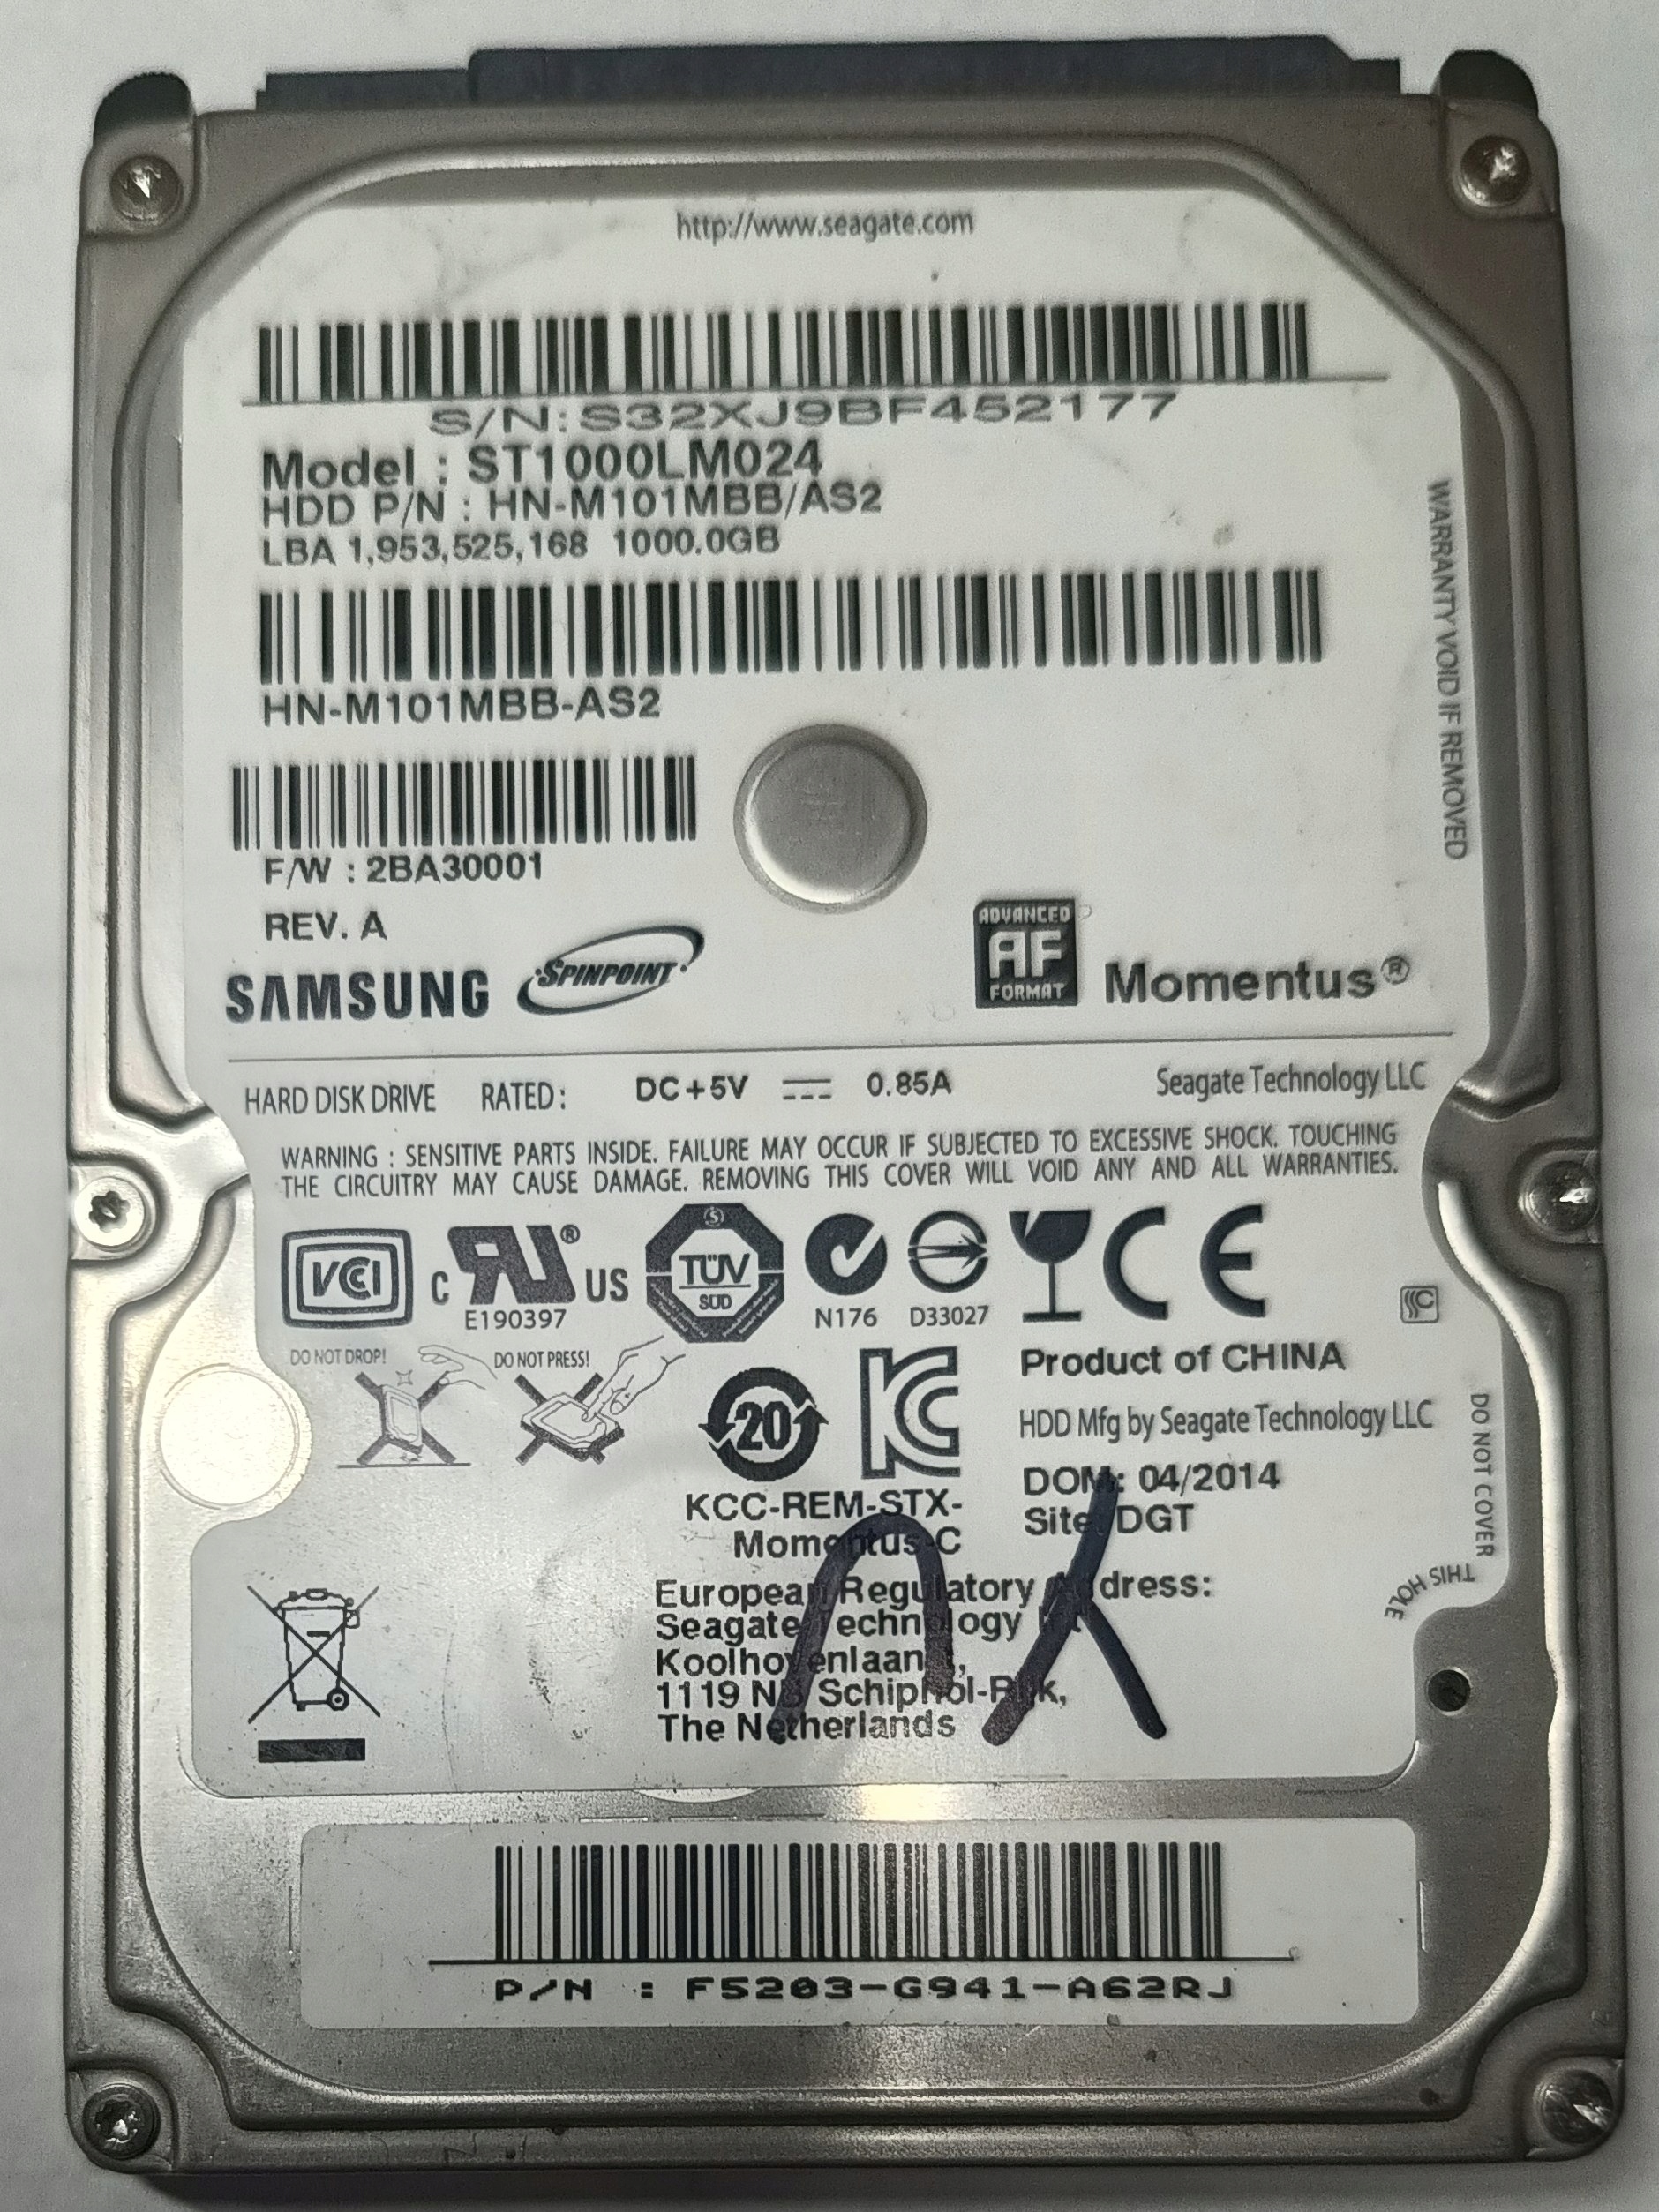 http://www.seagate.com
S/N:S32XJ9BF452177
Model : ST1000LM024
HDD P/N : HN-M101MBB/AS2
LBA 1,953,525,168 1000.0GB
HN-M101MBB-AS2
WARRANTY VOID IF REMOVED
F/W : 2BA30001
REV. A
SAMSUNG SPINPOINT
ADVANCED
AF
FORMAT
Momentus®
HARD DISK DRIVE RATED : DC+5V 0.85A Seagate Technology LLC
WARNING : SENSITIVE PARTS INSIDE. FAILURE MAY OCCUR IF SUBJECTED TO EXCESSIVE SHOCK. TOUCHING
THE CIRCUITRY MAY CAUSE DAMAGE. REMOVING THIS COVER WILL VOID ANY AND ALL WARRANTIES.
VCI
C RU® US
E190397
TÜV
SÜD
N176
D33027
CE
DO NOT DROP!
DO NOT PRESS!
20
KC
KCC-REM-STX-
Momentus-C
Product of CHINA
HDD Mfg by Seagate Technology LLC
DOM: 04/2014
Site: DGT
DO NOT COVER
THIS HOLE
European Regulatory Address:
Seagate Technology
Koolhovenlaan 1,
1119 NB Schiphol-Rijk,
The Netherlands
P/N : F5203-G941-A62RJ